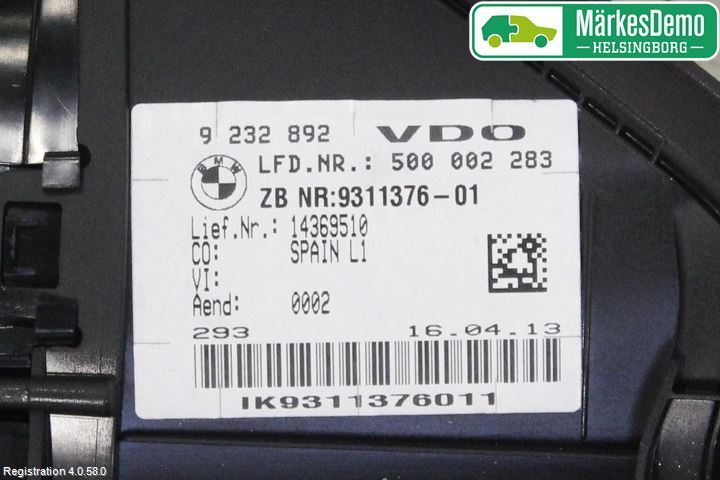 MärkesDemo
HELSINGBORG
9 232 892 VDO
BMW
LFD.NR.: 500 002 283
ZB NR:9311376-01
Lief.Nr.: 14369510
CO: SPAIN L1
VI:
Aend: 0002
293 16.04.13
IK9311376011
Registration 4.0.58.0